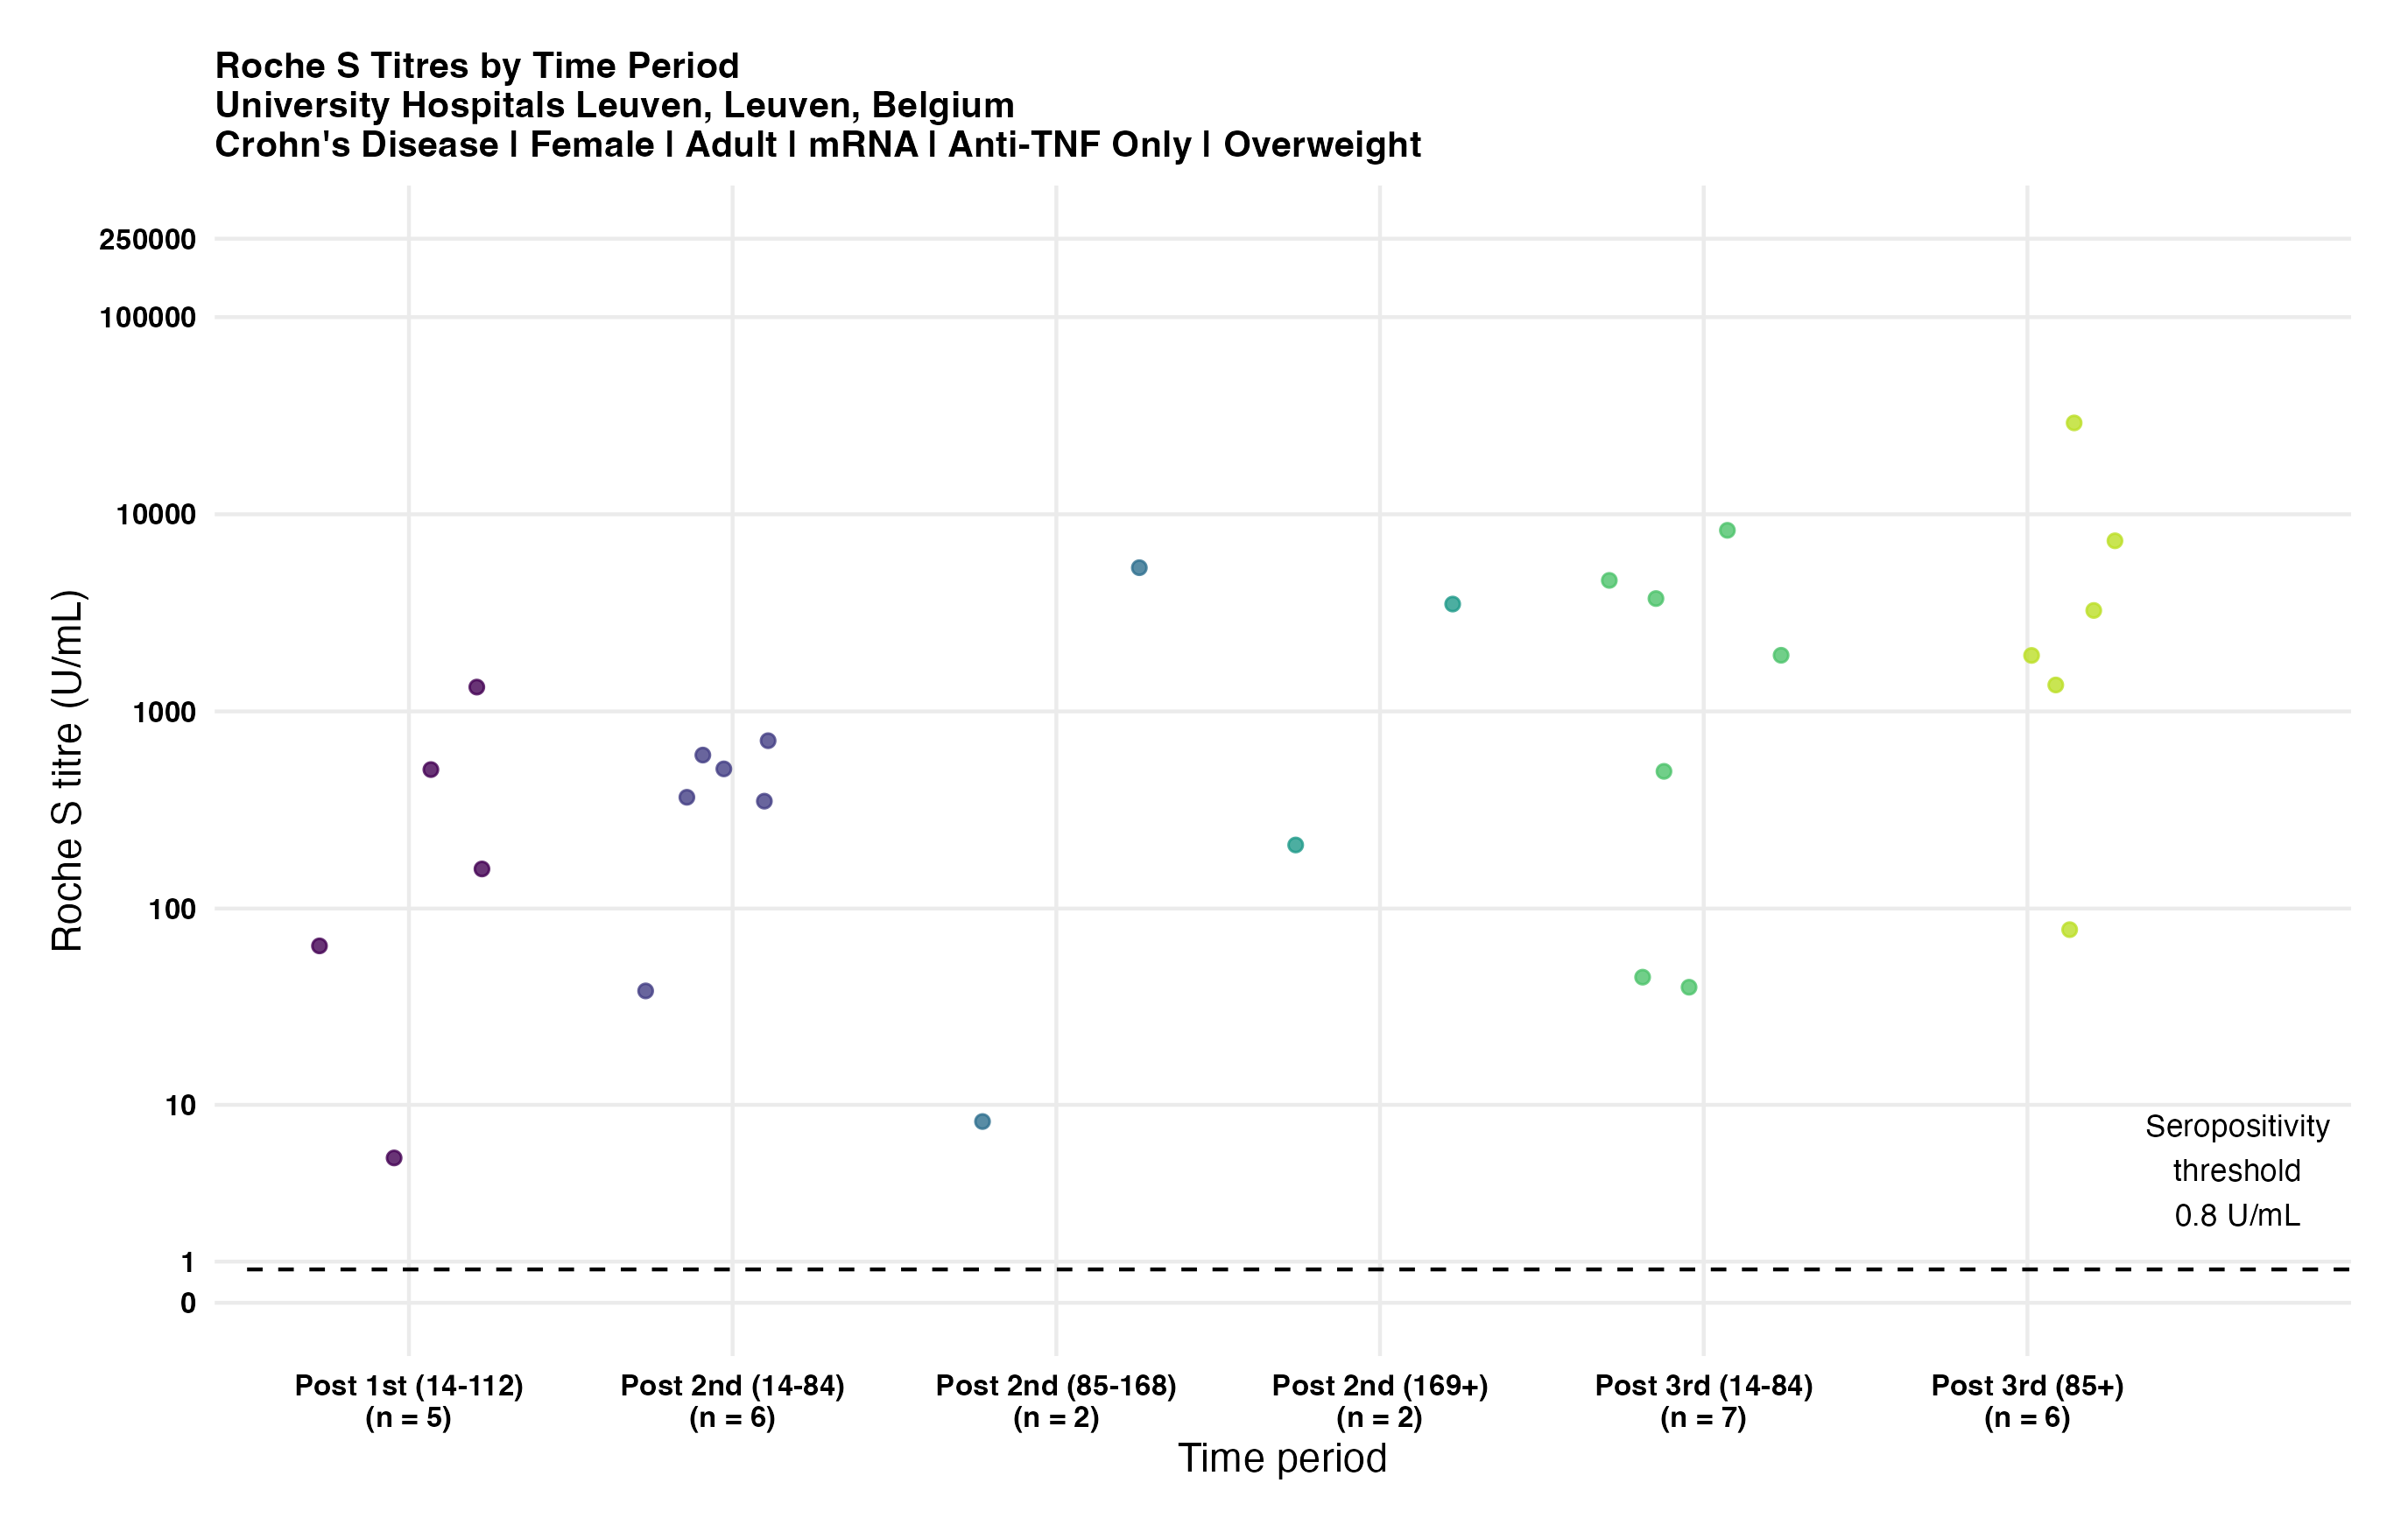 Roche S Titres by Time Period
University Hospitals Leuven, Leuven, Belgium
Crohn's Disease | Female | Adult | mRNA | Anti-TNF Only | Overweight
Roche S titre (U/mL)
250000
100000
10000
1000
100
10
1
0
Seropositivity
threshold
0.8 U/mL
Post 1st (14-112)
(n = 5)
Post 2nd (14-84)
(n = 6)
Post 2nd (85-168)
(n = 2)
Post 2nd (169+)
(n = 2)
Post 3rd (14-84)
(n = 7)
Post 3rd (85+)
(n = 6)
Time period